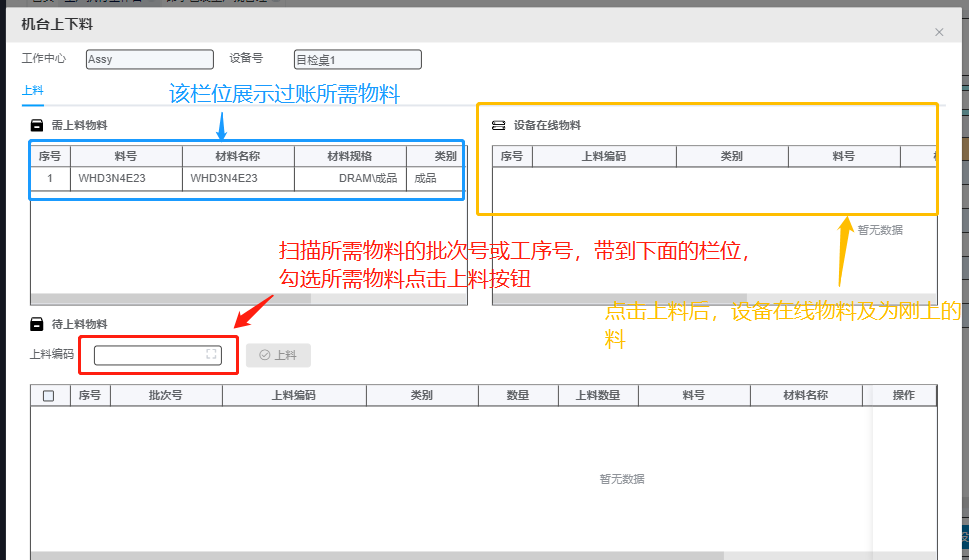 机台上下料
工作中心 Assy 设备号 目检桌1
上料
该栏位展示过账所需物料
需上料物料
序号 料号 材料名称 材料规格 类别
1 WHD3N4E23 WHD3N4E23 DRAM\成品 成品
设备在线物料
序号 上料编码 类别 料号
暂无数据
扫描所需物料的批次号或工序号，带到下面的栏位，
勾选所需物料点击上料按钮
点击上料后，设备在线物料及为刚上的
料
待上料物料
上料编码 上料
序号 批次号 上料编码 类别 数量 上料数量 料号 材料名称 操作
暂无数据